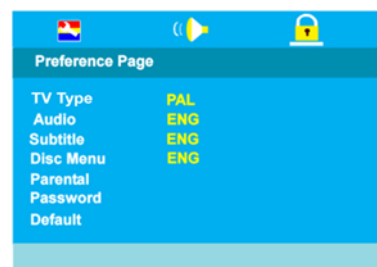 Preference Page
TV Type PAL
Audio ENG
Subtitle ENG
Disc Menu ENG
Parental
Password
Default